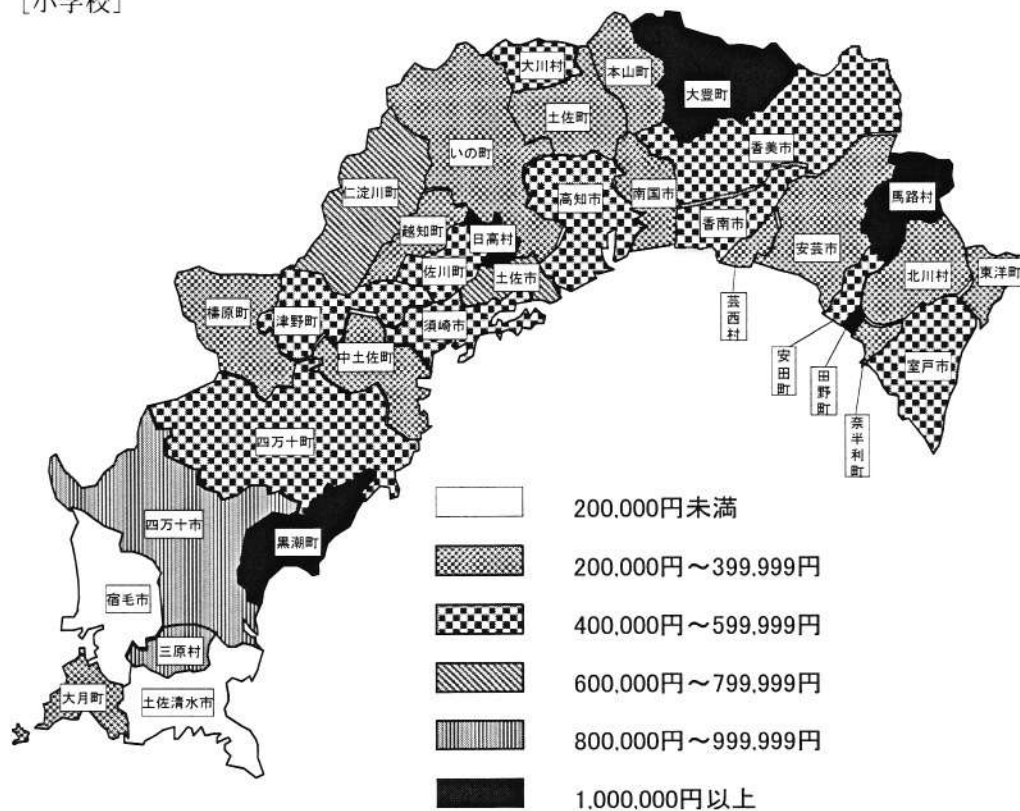 [小学校]
大川村
本山町
大豊町
土佐町
いの町
香美市
仁淀川町
高知市
南国市
馬路村
越知町
日高村
香南市
安芸市
佐川町
土佐市
北川村
東洋町
梼原町
津野町
須崎市
芸西村
中土佐町
安田町
田野町
室戸市
奈半利町
四万十町
四万十市
黒潮町
宿毛市
三原村
大月町
土佐清水市
200,000円未満
200,000円～399,999円
400,000円～599,999円
600,000円～799,999円
800,000円～999,999円
1,000,000円以上